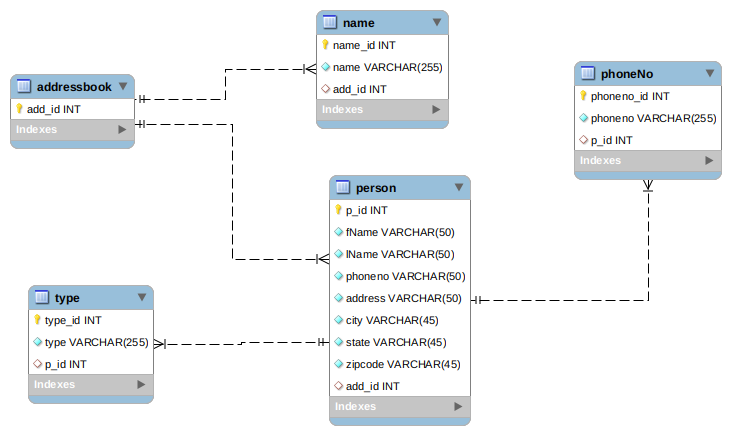 addressbook
add_id INT
Indexes
name
name_id INT
name VARCHAR(255)
add_id INT
Indexes
phoneNo
phoneno_id INT
phoneno VARCHAR(255)
p_id INT
Indexes
person
p_id INT
fName VARCHAR(50)
lName VARCHAR(50)
phoneno VARCHAR(50)
address VARCHAR(50)
city VARCHAR(45)
state VARCHAR(45)
zipcode VARCHAR(45)
add_id INT
Indexes
type
type_id INT
type VARCHAR(255)
p_id INT
Indexes